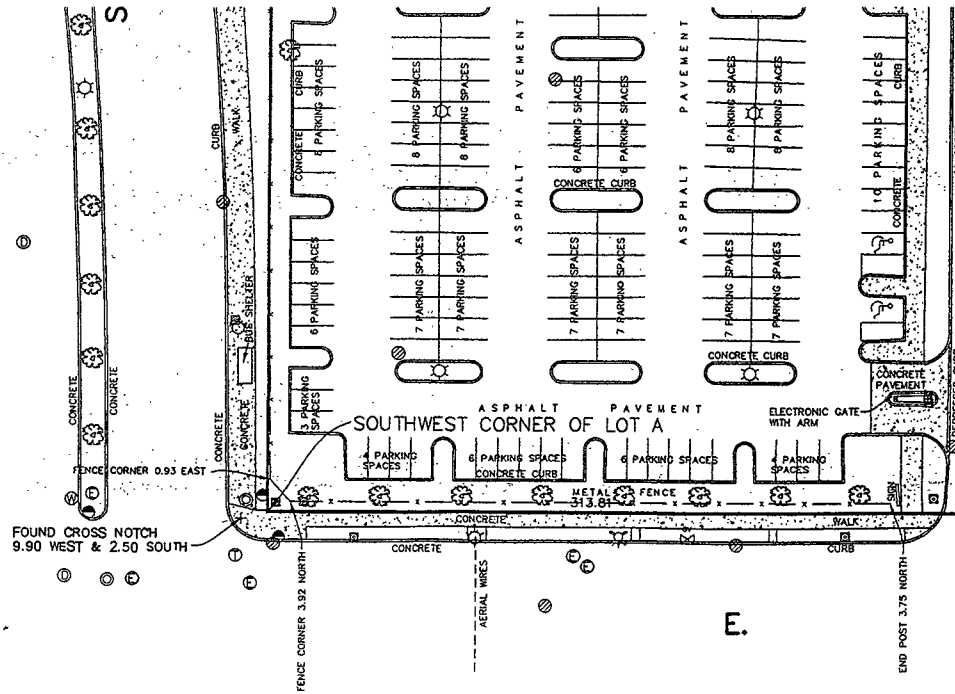 S
CURB
WALK
CONCRETE
CURB
8 PARKING SPACES
8 PARKING SPACES
8 PARKING SPACES
ASPHALT PAVEMENT
6 PARKING SPACES
6 PARKING SPACES
ASPHALT PAVEMENT
8 PARKING SPACES
8 PARKING SPACES
10 PARKING SPACES
CURB
CONCRETE
CONCRETE CURB
6 PARKING SPACES
7 PARKING SPACES
7 PARKING SPACES
7 PARKING SPACES
7 PARKING SPACES
7 PARKING SPACES
7 PARKING SPACES
D
BUS SHELTER
CONCRETE CURB
CONCRETE
CONCRETE
CONCRETE
CONCRETE
3 PARKING
SPACES
CONCRETE
PAVEMENT
ELECTRONIC GATE
WITH ARM
ASPHALT PAVEMENT
SOUTHWEST CORNER OF LOT A
4 PARKING
SPACES
6 PARKING SPACES
CONCRETE CURB
6 PARKING SPACES
4 PARKING
SPACES
FENCE CORNER 0.93 EAST
METAL FENCE
313.81
SIGN
W
E
FOUND CROSS NOTCH
9.90 WEST & 2.50 SOUTH
CONCRETE
WALK
CONCRETE
CURB
T
E
E
E
D
O
E
FENCE CORNER 3.92 NORTH
AERIAL WIRES
E.
END POST 3.75 NORTH